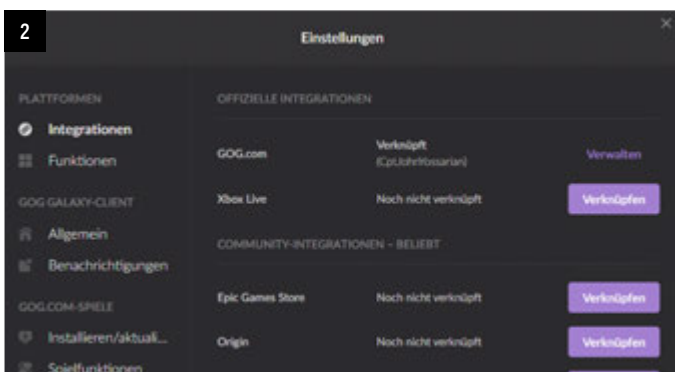 2
Einstellungen
PLATTFORMEN
Integrationen
Funktionen
GOG GALAXY-CLIENT
Allgemein
Benachrichtigungen
GOG.COM-SPIELE
Installieren/aktuali...
Spielfunktionen
OFFIZIELLE INTEGRATIONEN
GOG.com Verknüpft Verwalten
Xbox Live Noch nicht verknüpft Verknüpfen
COMMUNITY-INTEGRATIONEN – BELIEBT
Epic Games Store Noch nicht verknüpft Verknüpfen
Origin Noch nicht verknüpft Verknüpfen